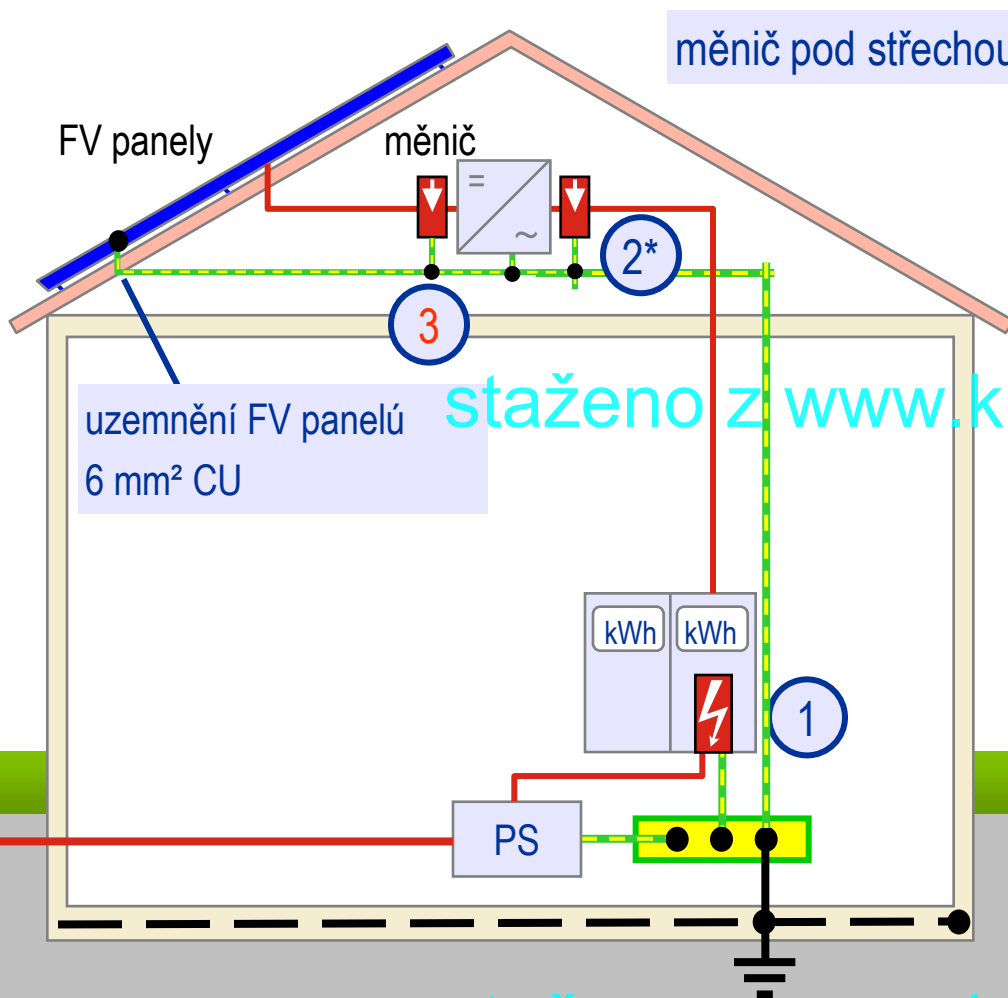 měnič pod střechou
FV panely
měnič
=
~
2*
3
staženo z www.k
uzemnění FV panelú
6 mm² CU
kWh
kWh
1
PS